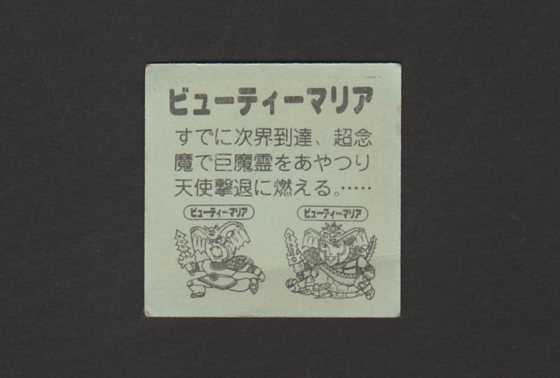 ビューティーマリア
すでに次界到達、超念
魔で巨魔霊をあやつり
天使撃退に燃える。……
ビューティーマリア
ビューティーマリア